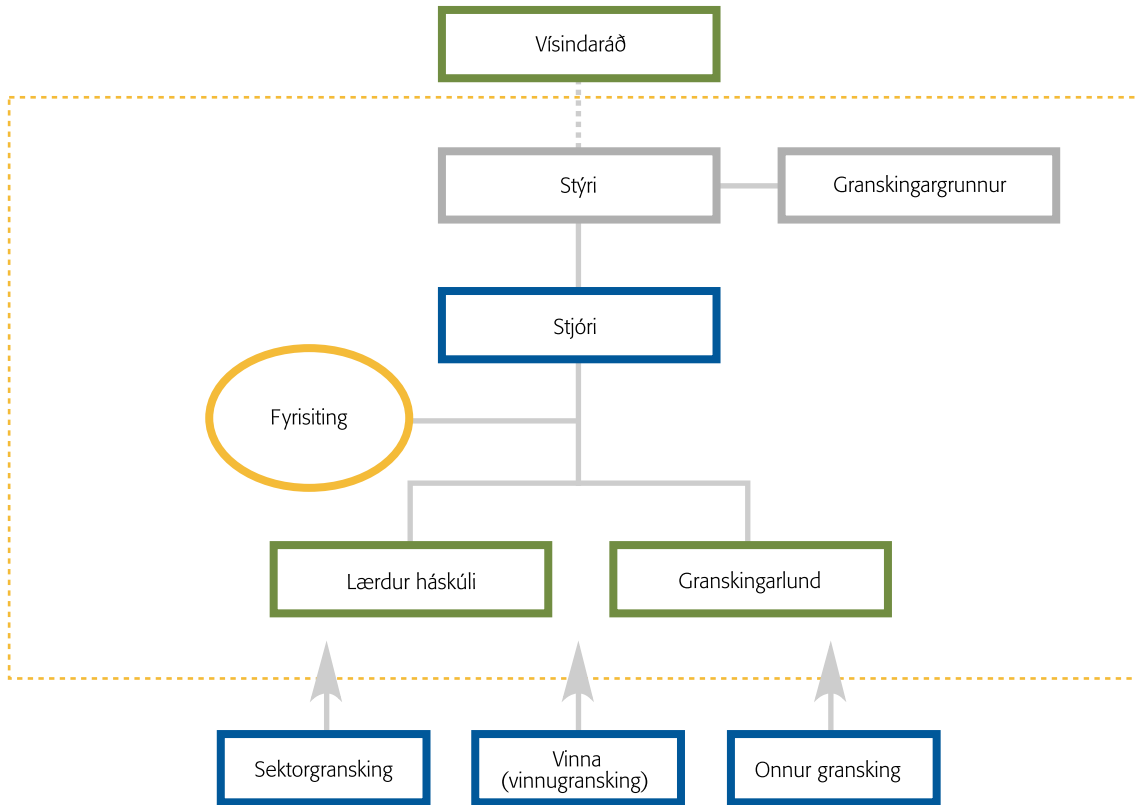 Vísindaráð
Stýri
Granskingargrunnur
Stjóri
Fyrisiting
Lærdur háskúli
Granskingarlund
Sektorgransking
Vinna
(vinnugransking)
Onnur gransking